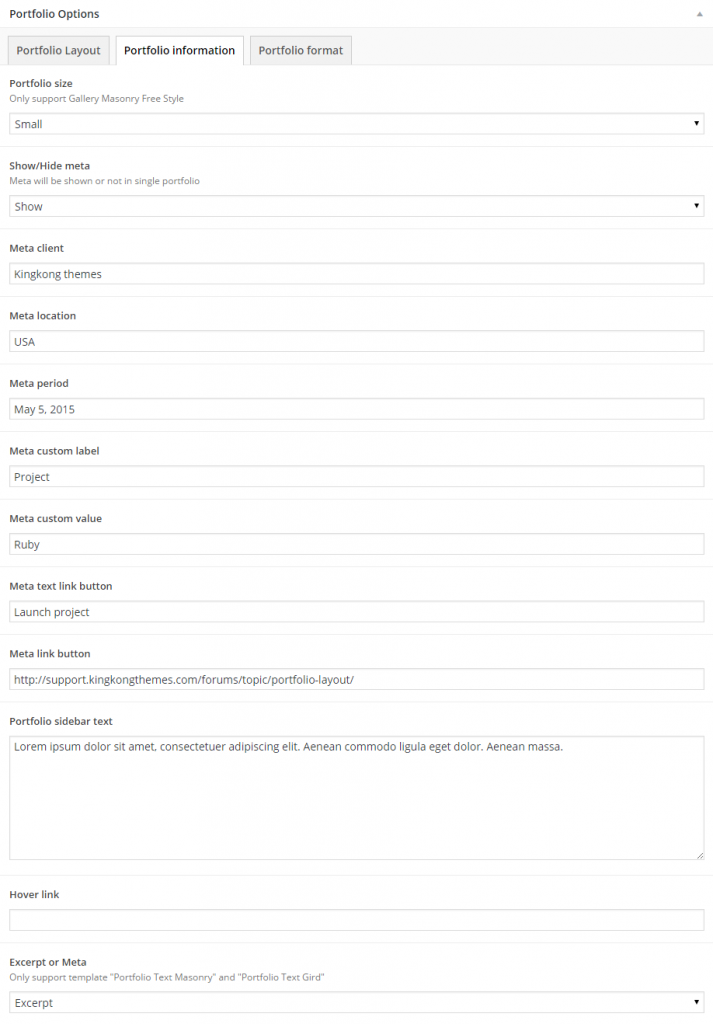 Portfolio Options
Portfolio Layout Portfolio information Portfolio format
Portfolio size
Only support Gallery Masonry Free Style
Small
Show/Hide meta
Meta will be shown or not in single portfolio
Show
Meta client
Kingkong themes
Meta location
USA
Meta period
May 5, 2015
Meta custom label
Project
Meta custom value
Ruby
Meta text link button
Launch project
Meta link button
http://support.kingkongthemes.com/forums/topic/portfolio-layout/
Portfolio sidebar text
Lorem ipsum dolor sit amet, consectetuer adipiscing elit. Aenean commodo ligula eget dolor. Aenean massa.
Hover link
Excerpt or Meta
Only support template "Portfolio Text Masonry" and "Portfolio Text Gird"
Excerpt